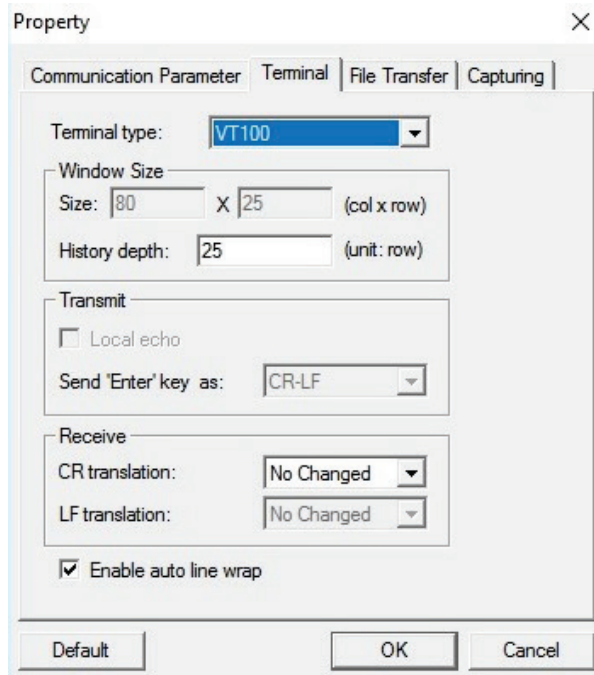 Property
Communication Parameter Terminal File Transfer Capturing
Terminal type: VT100
Window Size
Size: 80 X 25 (col x row)
History depth: 25 (unit: row)
Transmit
Local echo
Send 'Enter' key as: CR-LF
Receive
CR translation: No Changed
LF translation: No Changed
Enable auto line wrap
Default OK Cancel